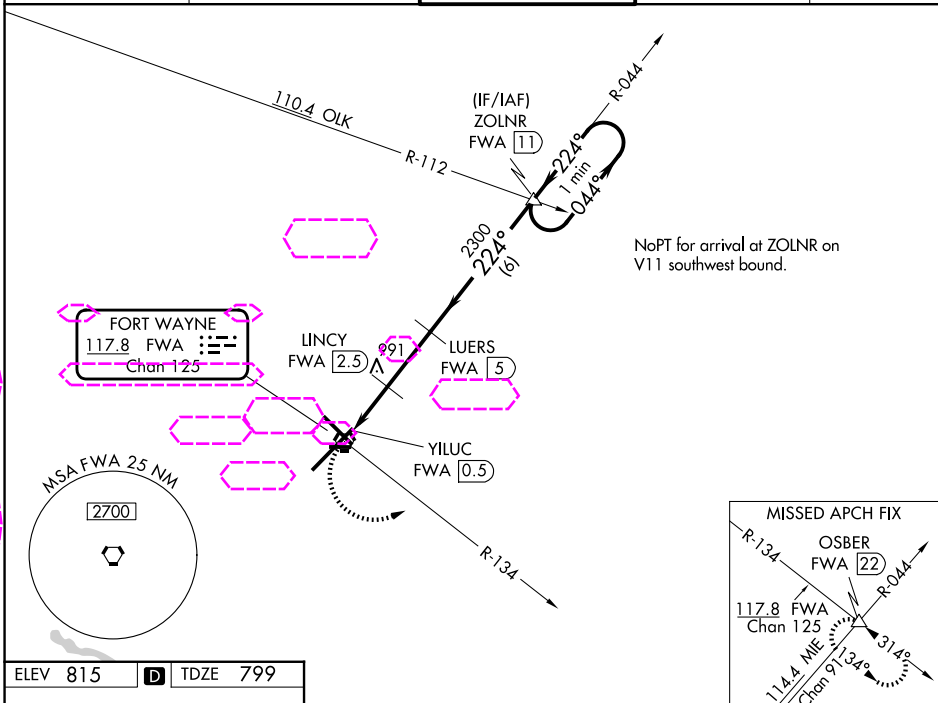 110.4 OLK
R-112
(IF/IAF)
ZOLNR
FWA 11
R-044
224°
1 min
044°
2300
224°
(6)
NoPT for arrival at ZOLNR on
V11 southwest bound.
FORT WAYNE
117.8 FWA
Chan 125
LINCY
FWA 2.5
991
LUERS
FWA 5
YILUC
FWA 0.5
R-134
MSA FWA 25 NM
2700
MISSED APCH FIX
R-134
OSBER
FWA 22
R-044
117.8 FWA
Chan 125
314°
134°
114.4 MIE
Chan 91
ELEV 815 D TDZE 799